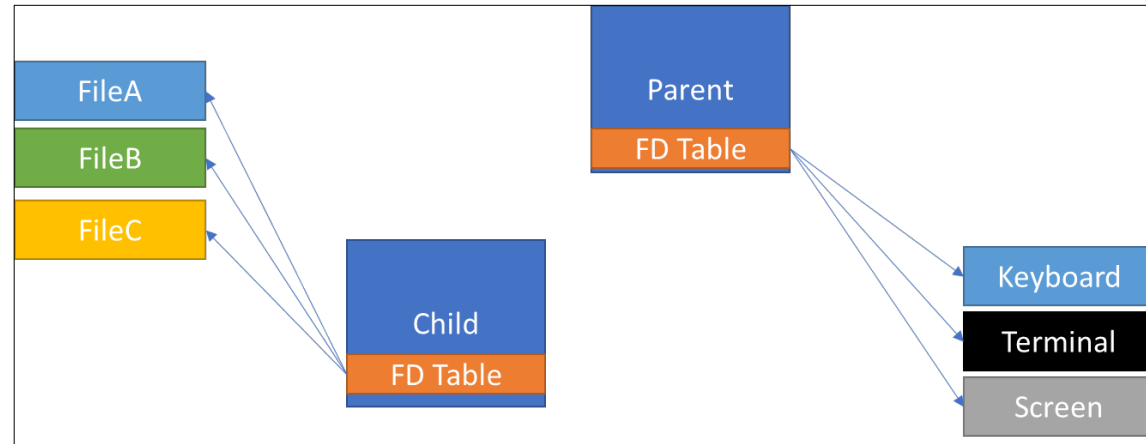 FileA
FileB
FileC
Parent
FD Table
Child
FD Table
Keyboard
Terminal
Screen